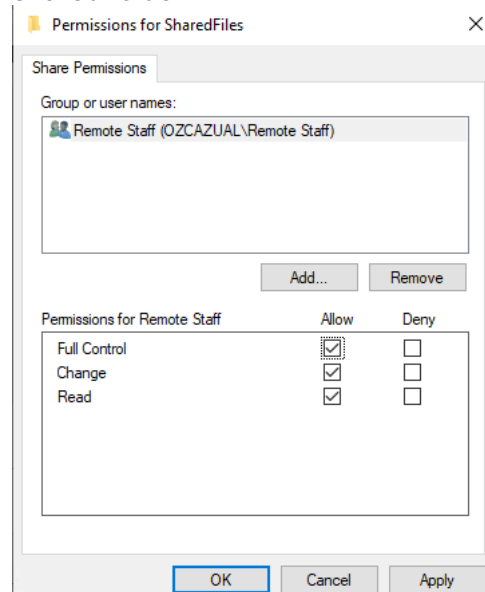 Permissions for SharedFiles
Share Permissions
Group or user names:
Remote Staff (OZCAZUAL\Remote Staff)
Add... Remove
Permissions for Remote Staff Allow Deny
Full Control
Change
Read
OK Cancel Apply